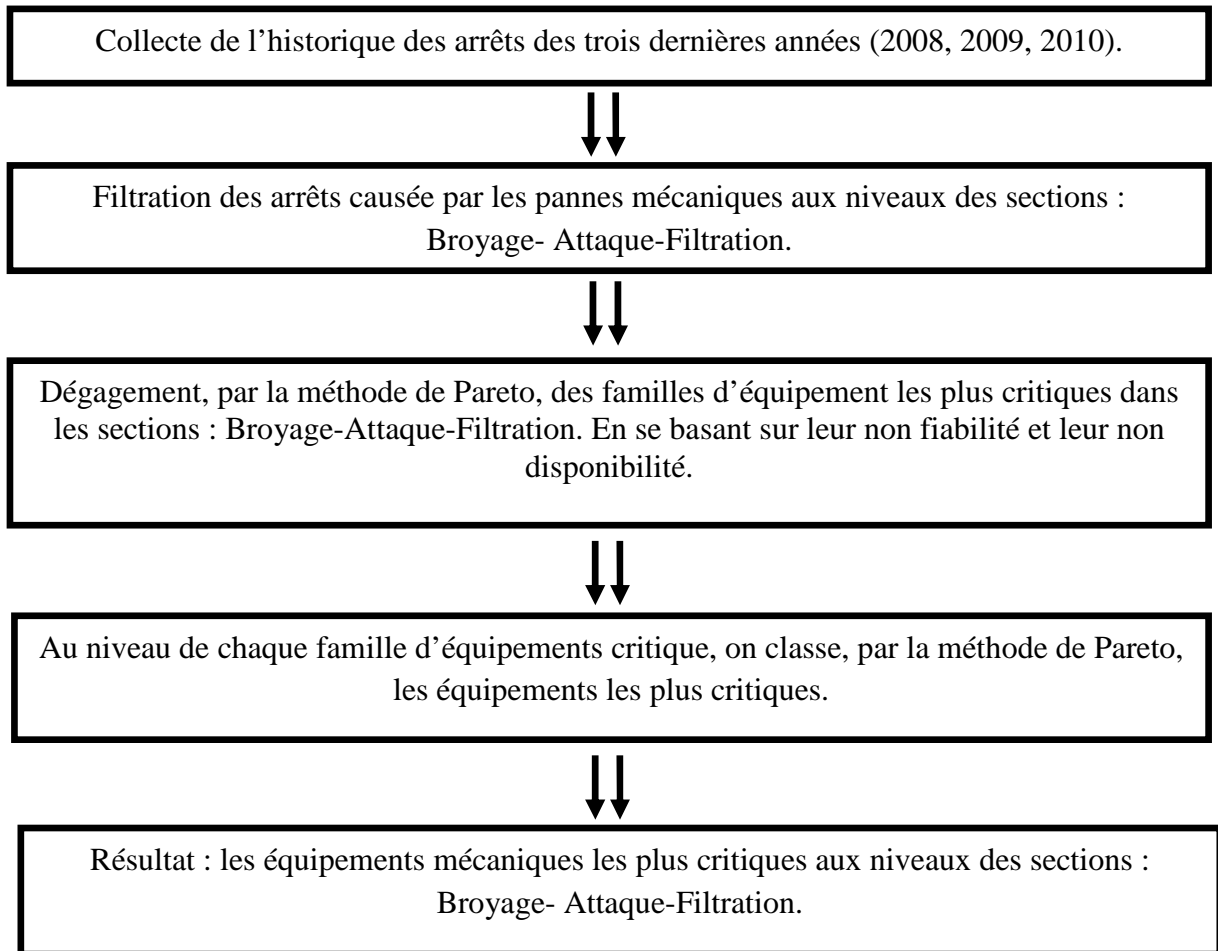 Collecte de l’historique des arrêts des trois dernières années (2008, 2009, 2010).
Filtration des arrêts causée par les pannes mécaniques aux niveaux des sections :
Broyage- Attaque-Filtration.
Dégagement, par la méthode de Pareto, des familles d’équipement les plus critiques dans
les sections : Broyage-Attaque-Filtration. En se basant sur leur non fiabilité et leur non
disponibilité.
Au niveau de chaque famille d’équipements critique, on classe, par la méthode de Pareto,
les équipements les plus critiques.
Résultat : les équipements mécaniques les plus critiques aux niveaux des sections :
Broyage- Attaque-Filtration.